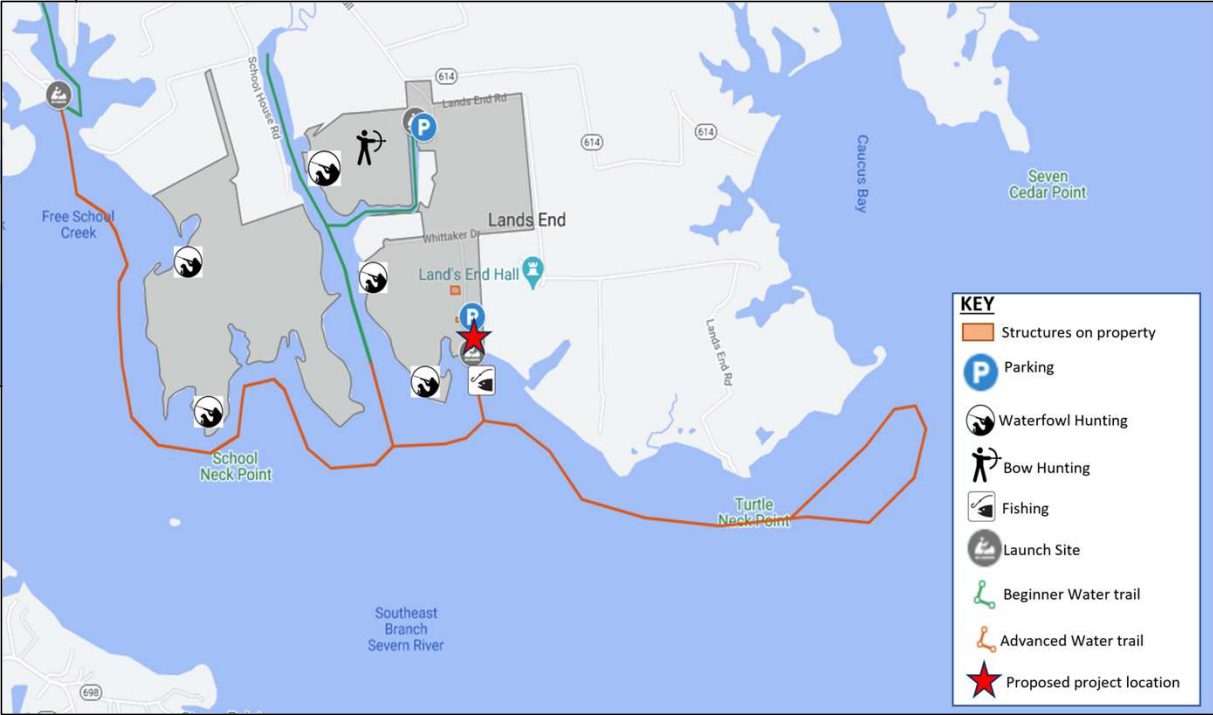 614
Lands End Rd
School House Rd
614
614
Caucus Bay
Seven
Cedar Point
Free School
Creek
Lands End
Whittaker Dr
Land's End Hall
P
P
Lands End Rd
School
Neck Point
Turtle
Neck Point
Southeast
Branch
Severn River
698
KEY
Structures on property
P
Parking
Waterfowl Hunting
Bow Hunting
Fishing
Launch Site
Beginner Water trail
Advanced Water trail
Proposed project location